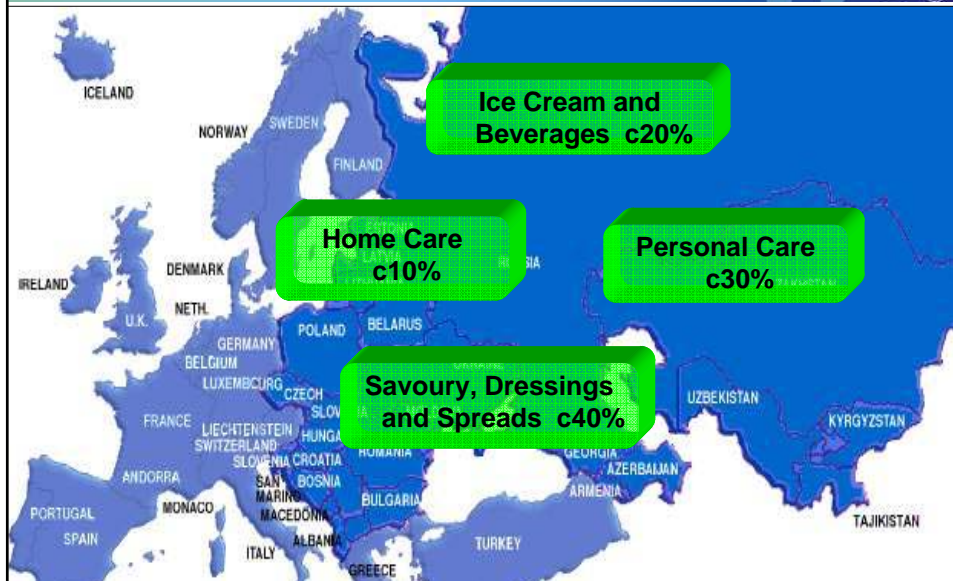 ICELAND
NORWAY
SWEDEN
FINLAND
Ice Cream and
Beverages c20%
Home Care
c10%
Personal Care
c30%
IRELAND
U.K.
DENMARK
NETH.
GERMANY
BELGIUM
LUXEMBOURG
POLAND
BELARUS
CZECH
Savoury, Dressings
and Spreads c40%
FRANCE
LIECHTENSTEIN
SWITZERLAND
SLOVENIA
CROATIA
BOSNIA
ROMANIA
BULGARIA
ANDORRA
MONACO
SAN
MARINO
MACEDONIA
ALBANIA
ITALY
GREECE
PORTUGAL
SPAIN
TURKEY
GEORGIA
ARMENIA
AZERBAIJAN
UZBEKISTAN
KYRGYZSTAN
TAJIKISTAN